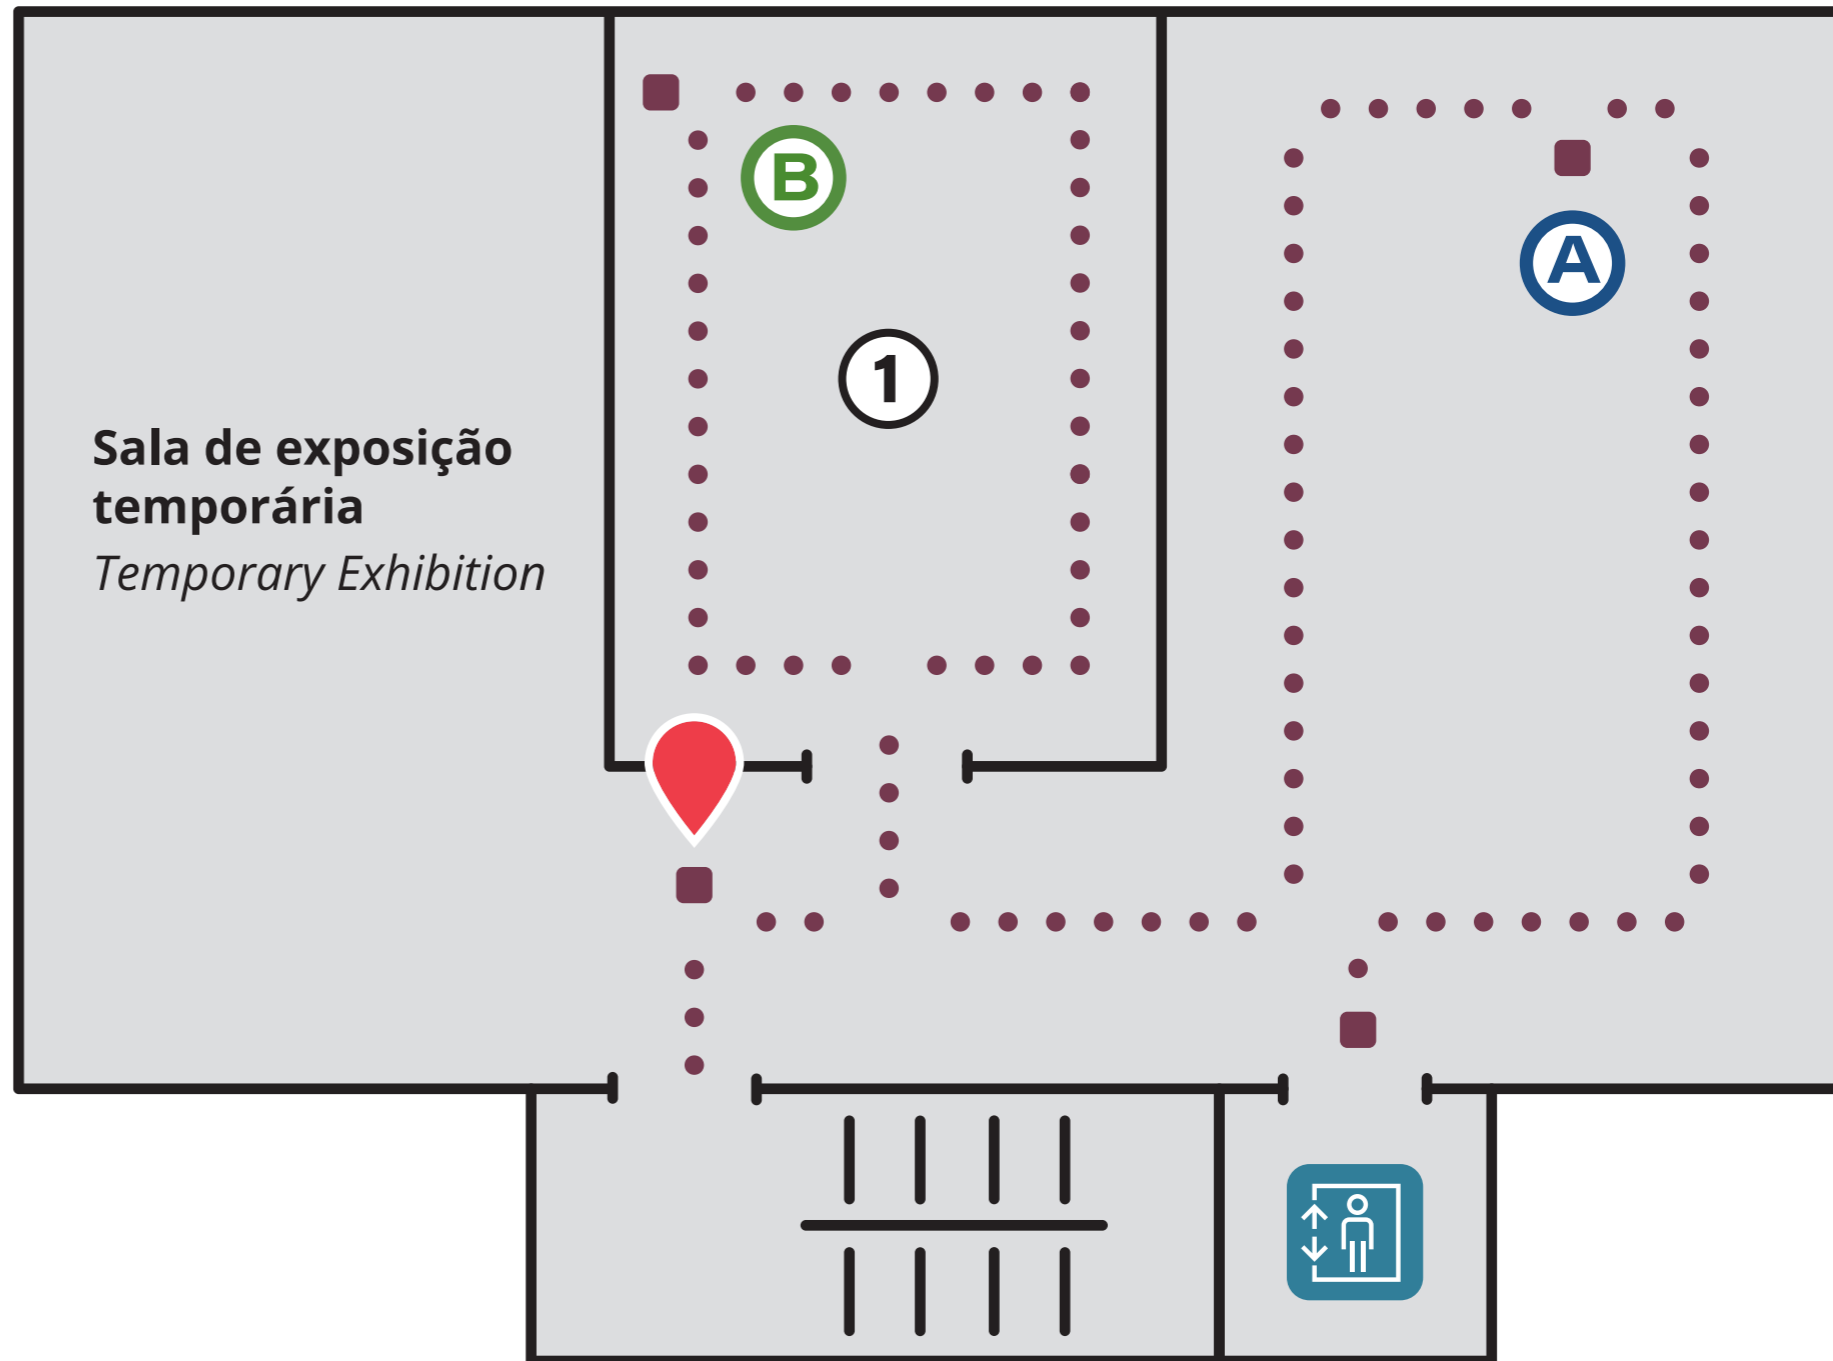 B
A
1
Sala de exposição
temporária
Temporary Exhibition